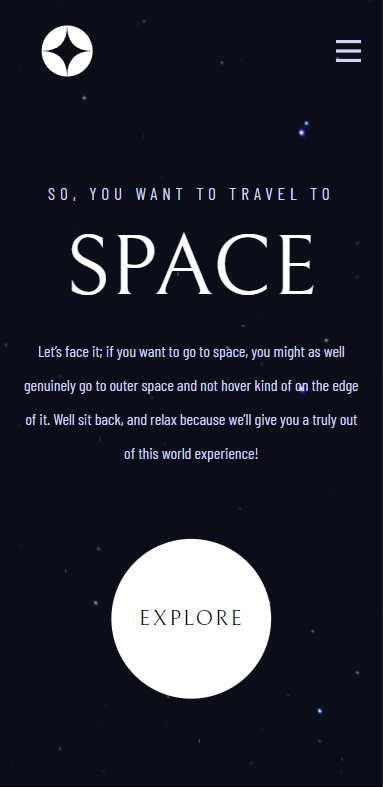 SO, YOU WANT TO TRAVEL TO
SPACE
Let’s face it; if you want to go to space, you might as well
genuinely go to outer space and not hover kind of on the edge
of it. Well sit back, and relax because we’ll give you a truly out
of this world experience!
EXPLORE